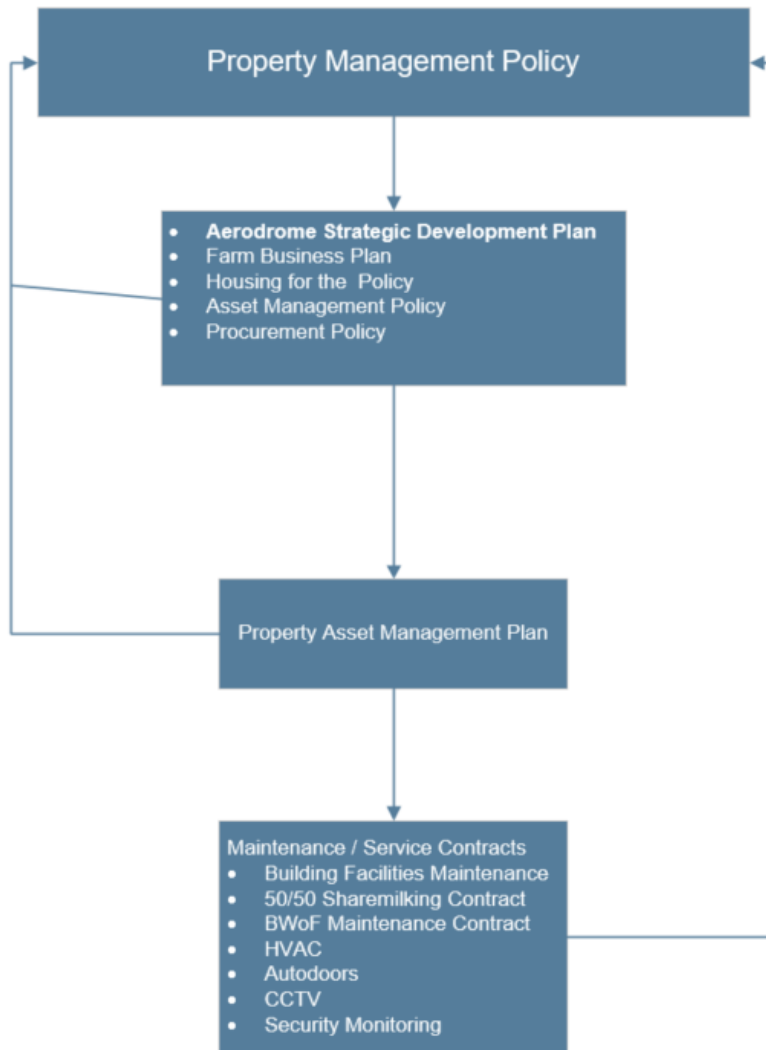 Property Management Policy
• Aerodrome Strategic Development Plan
• Farm Business Plan
• Housing for the  Policy
• Asset Management Policy
• Procurement Policy
Property Asset Management Plan
Maintenance / Service Contracts
• Building Facilities Maintenance
• 50/50 Sharemilking Contract
• BWoF Maintenance Contract
• HVAC
• Autodoors
• CCTV
• Security Monitoring